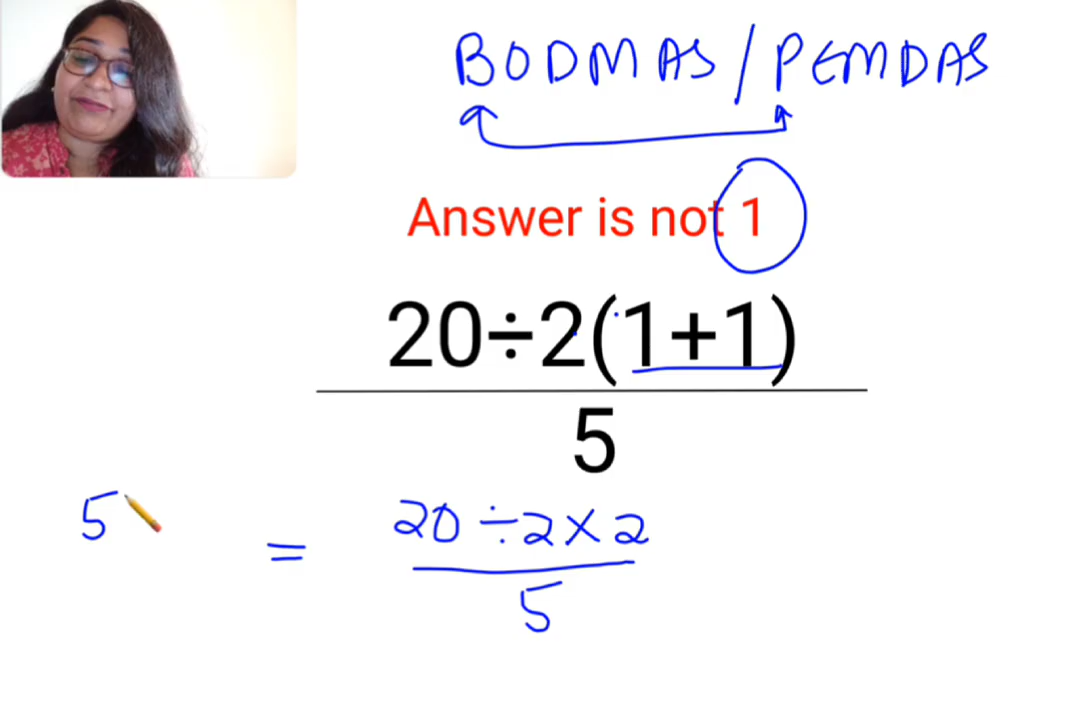 BODMAS/PEMDAS
Answer is not 1
20÷2(1+1)
5
5
= 20÷2×2
5